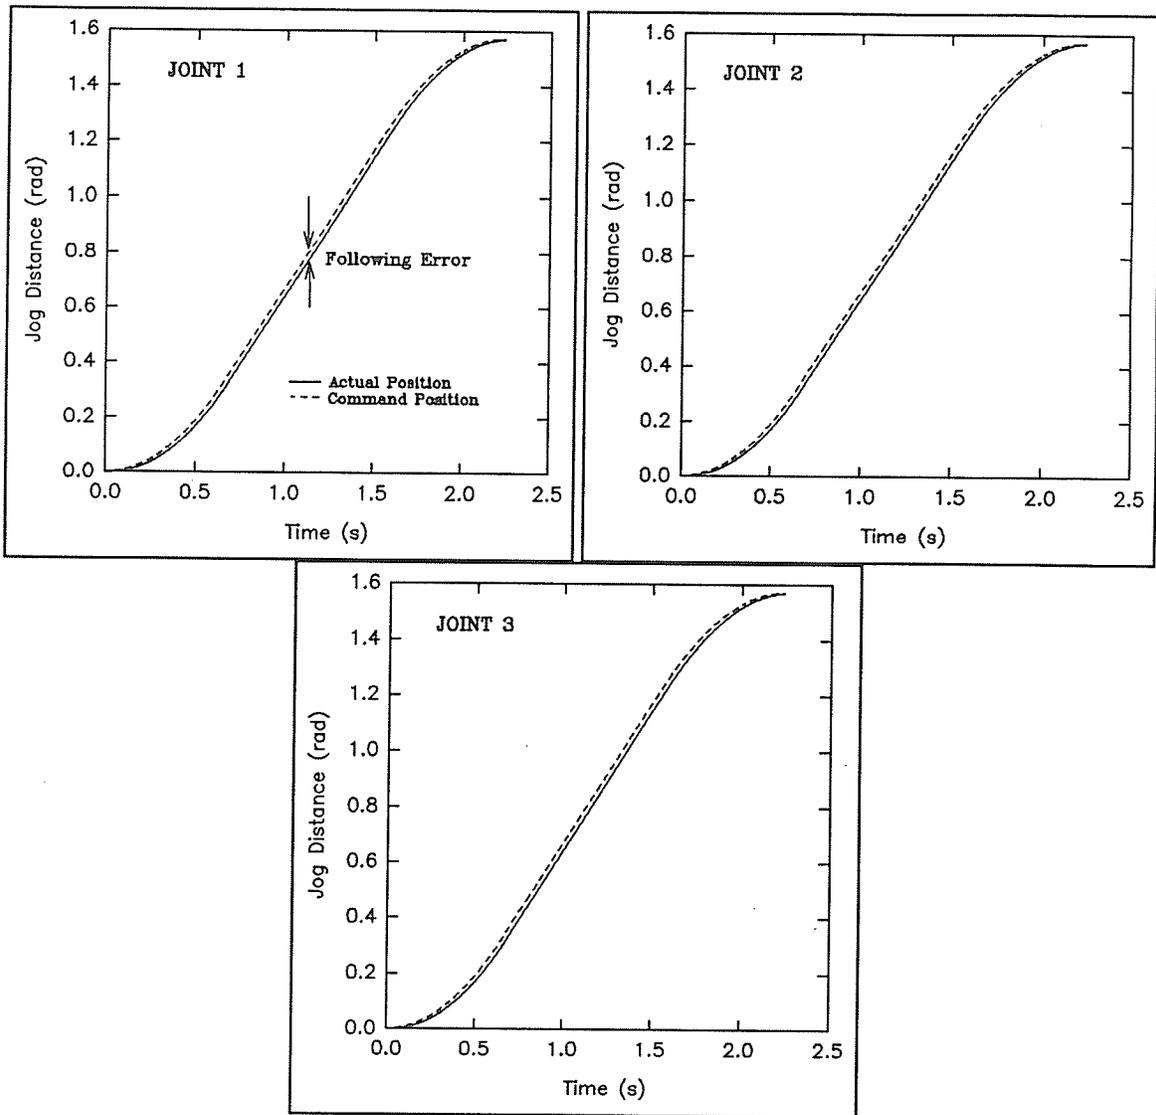 JOINT 1
1.6
1.4
1.2
1.0
0.8
0.6
0.4
0.2
0.0
Jog Distance (rad)
Following Error
Actual Position
Command Position
0.0 0.5 1.0 1.5 2.0 2.5
Time (s)
JOINT 2
1.6
1.4
1.2
1.0
0.8
0.6
0.4
0.2
0.0
Jog Distance (rad)
0.0 0.5 1.0 1.5 2.0 2.5
Time (s)
JOINT 3
1.6
1.4
1.2
1.0
0.8
0.6
0.4
0.2
0.0
Jog Distance (rad)
0.0 0.5 1.0 1.5 2.0 2.5
Time (s)